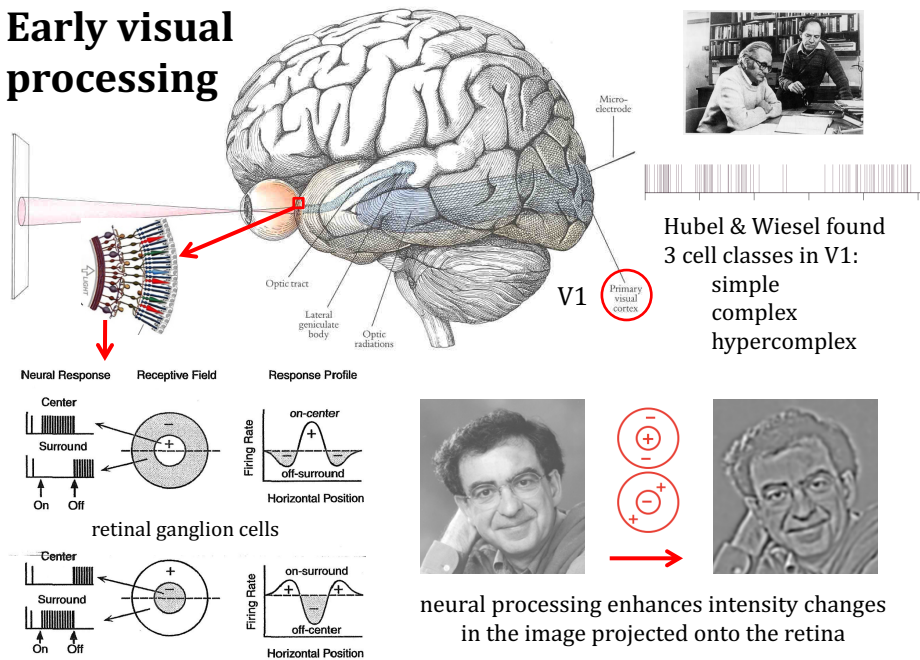 Early visual
processing
Micro-
electrode
Hubel & Wiesel found
3 cell classes in V1:
simple
complex
hypercomplex
LIGHT
Optic tract
Lateral
geniculate
body
Optic
radiations
V1
Primary
visual
cortex
Neural Response
Receptive Field
Response Profile
Center
Surround
On
Off
−
+
Firing Rate
on-center
+
−
−
off-surround
Horizontal Position
retinal ganglion cells
Center
Surround
On
Off
+
−
Firing Rate
on-surround
+
+
−
off-center
Horizontal Position
−
+
−
+
−
+
neural processing enhances intensity changes
in the image projected onto the retina